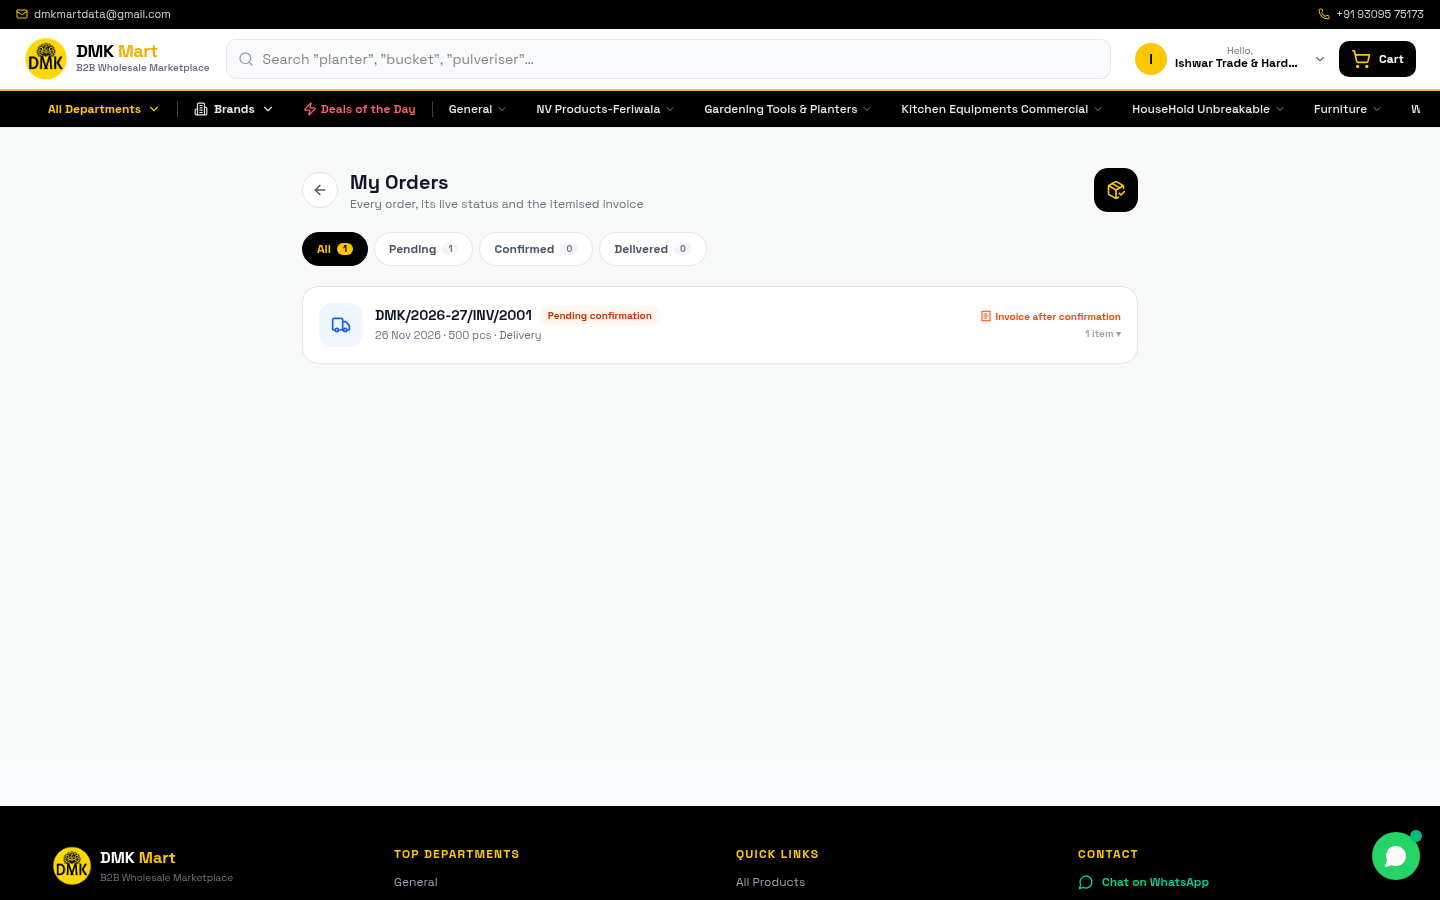 dmkmartdata@gmail.com
+91 93095 75173
DMK
DMK Mart
B2B Wholesale Marketplace
Search "planter", "bucket", "pulveriser"...
I
Hello,
Ishwar Trade & Hard...
Cart
All Departments
Brands
Deals of the Day
General
NV Products-Feriwala
Gardening Tools & Planters
Kitchen Equipments Commercial
HouseHold Unbreakable
Furniture
My Orders
Every order, its live status and the itemised invoice
All 1
Pending 1
Confirmed 0
Delivered 0
DMK/2026-27/INV/2001 Pending confirmation
Invoice after confirmation
26 Nov 2026 · 500 pcs · Delivery
1 item ▾
DMK
DMK Mart
B2B Wholesale Marketplace
TOP DEPARTMENTS
General
QUICK LINKS
All Products
CONTACT
Chat on WhatsApp